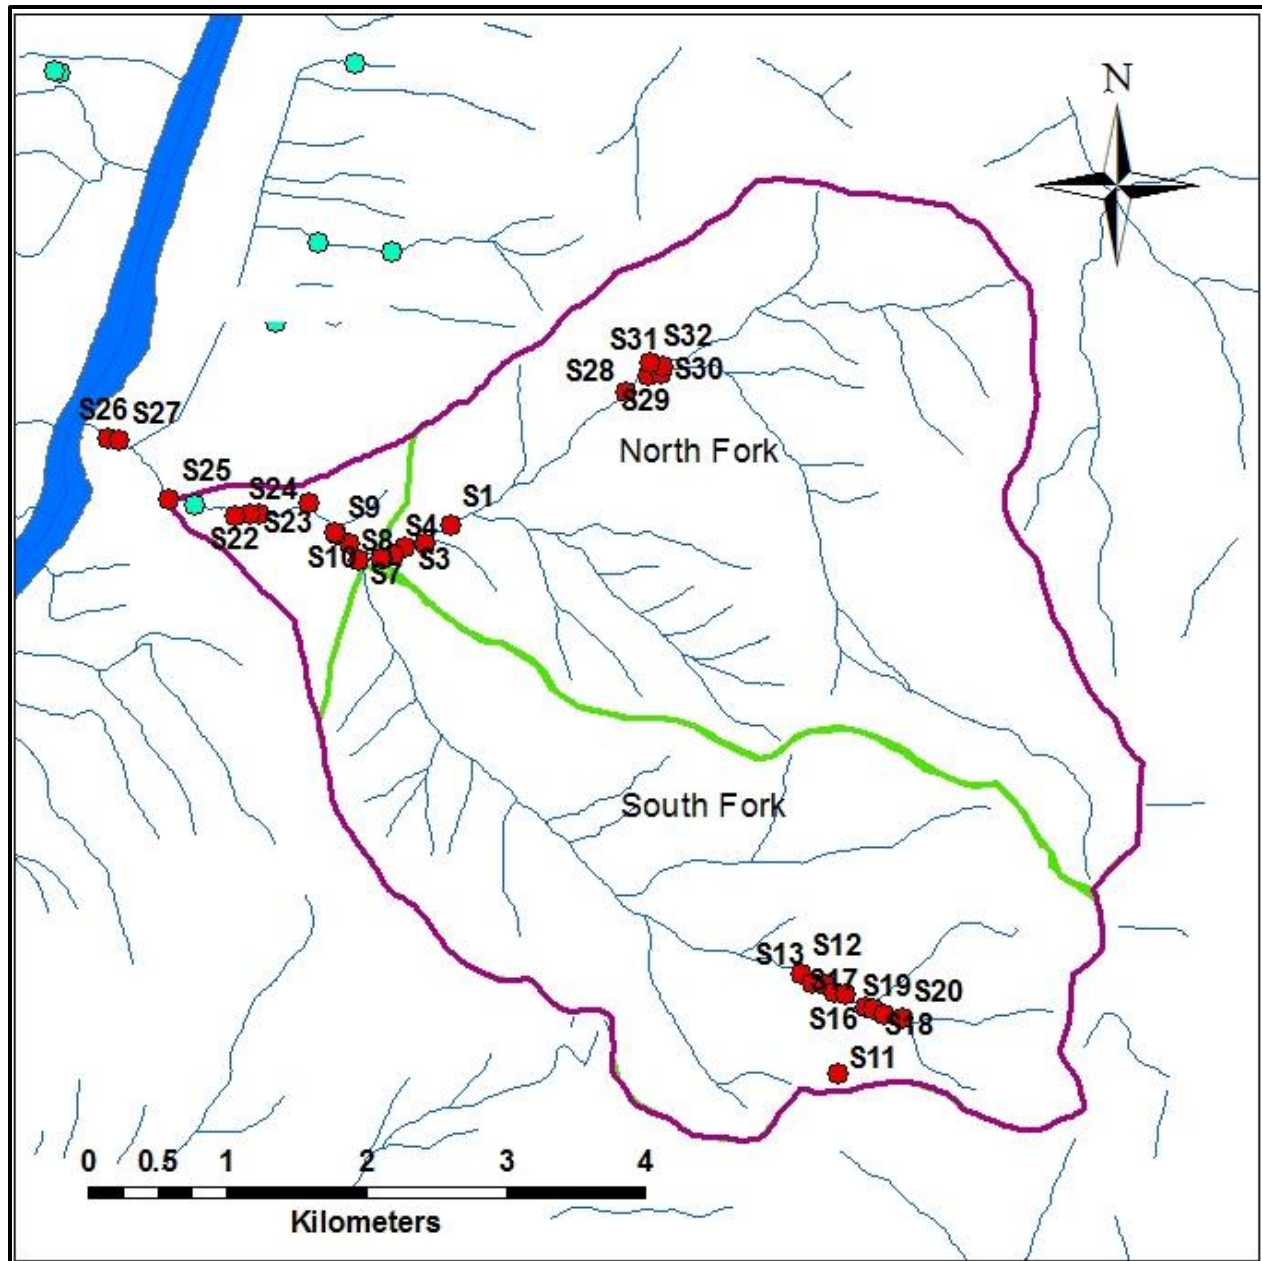 N
S31 S32
S28 S30
S29
S26 S27
North Fork
S25
S24 S9 S1
S22 S23 S4
S10 S8 S3
S7
South Fork
S13 S12
S17 S19 S20
S16 S18
S11
0 0.5 1 2 3 4
Kilometers